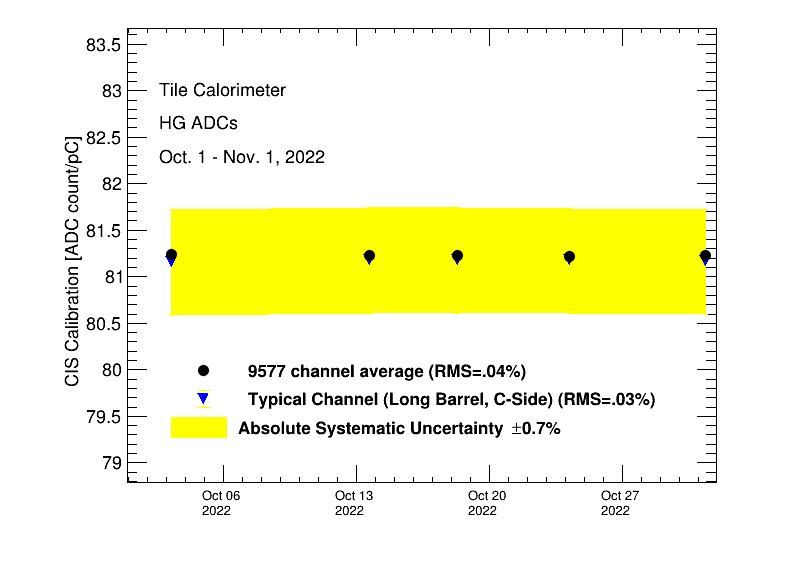 83.5
83
82.5
82
81.5
81
80.5
80
79.5
79
CIS Calibration [ADC count/pC]
Tile Calorimeter
HG ADCs
Oct. 1 - Nov. 1, 2022
9577 channel average (RMS=.04%)
Typical Channel (Long Barrel, C-Side) (RMS=.03%)
Absolute Systematic Uncertainty ±0.7%
Oct 06
2022
Oct 13
2022
Oct 20
2022
Oct 27
2022